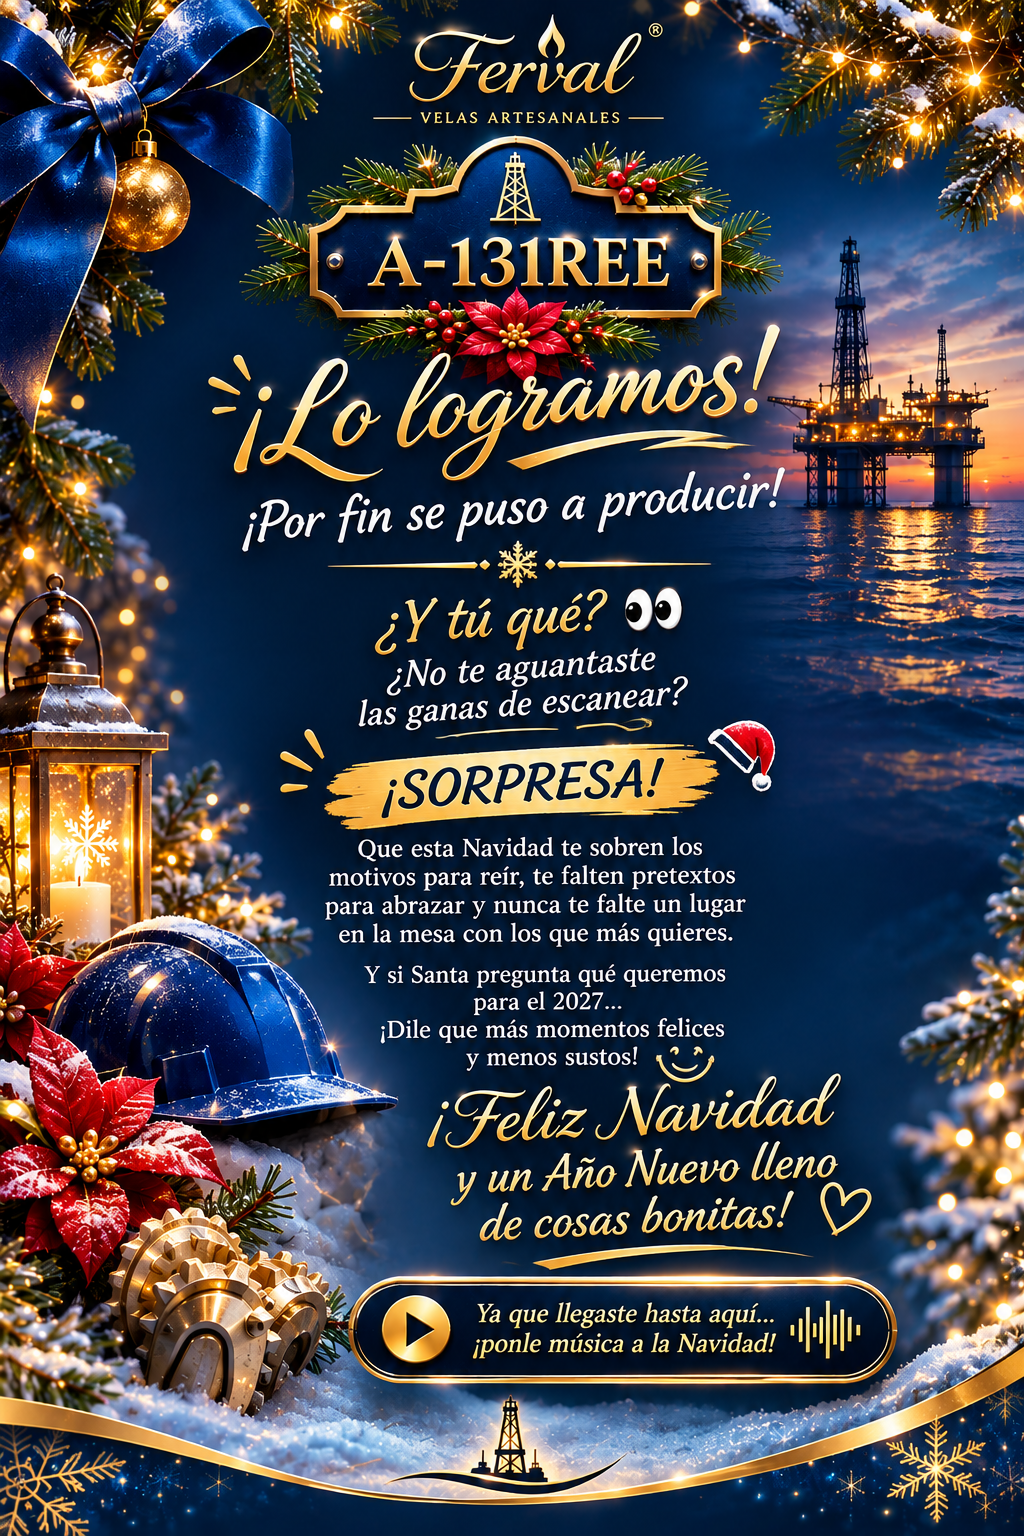 Ferval®
VELAS ARTESANALES
A-131REE
¡Lo logramos!
¡Por fin se puso a producir!
¿Y tú qué? 👀
¿No te aguantaste
las ganas de escanear?
¡SORPRESA!
Que esta Navidad te sobren los
motivos para reír, te falten pretextos
para abrazar y nunca te falte un lugar
en la mesa con los que más quieres.
Y si Santa pregunta qué queremos
para el 2027...
¡Dile que más momentos felices
y menos sustos!
¡Feliz Navidad
y un Año Nuevo lleno
de cosas bonitas!
Ya que llegaste hasta aquí...
¡ponle música a la Navidad!